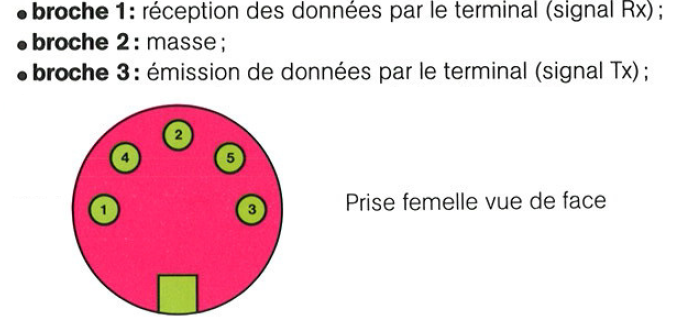 • broche 1: réception des données par le terminal (signal Rx);
• broche 2: masse;
• broche 3: émission de données par le terminal (signal Tx);
2
4 5
1 3
Prise femelle vue de face